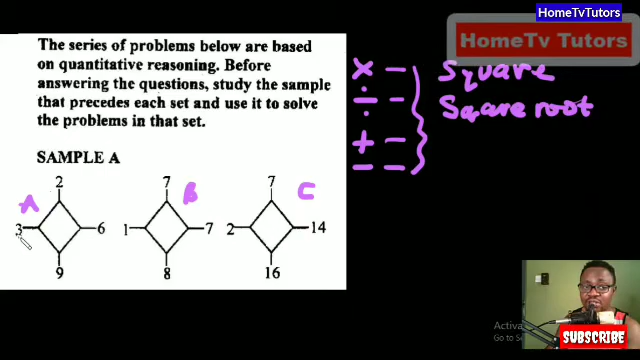 HomeTvTutors
HomeTv Tutors
The series of problems below are based
on quantitative reasoning. Before
answering the questions, study the sample
that precedes each set and use it to solve
the problems in that set.
SAMPLE A
× – Square
÷ – Square root
+ –
– –
A B C
2 7 7
3 6 1 7 2 14
9 8 16
Activa
Go to Se
SUBSCRIBE